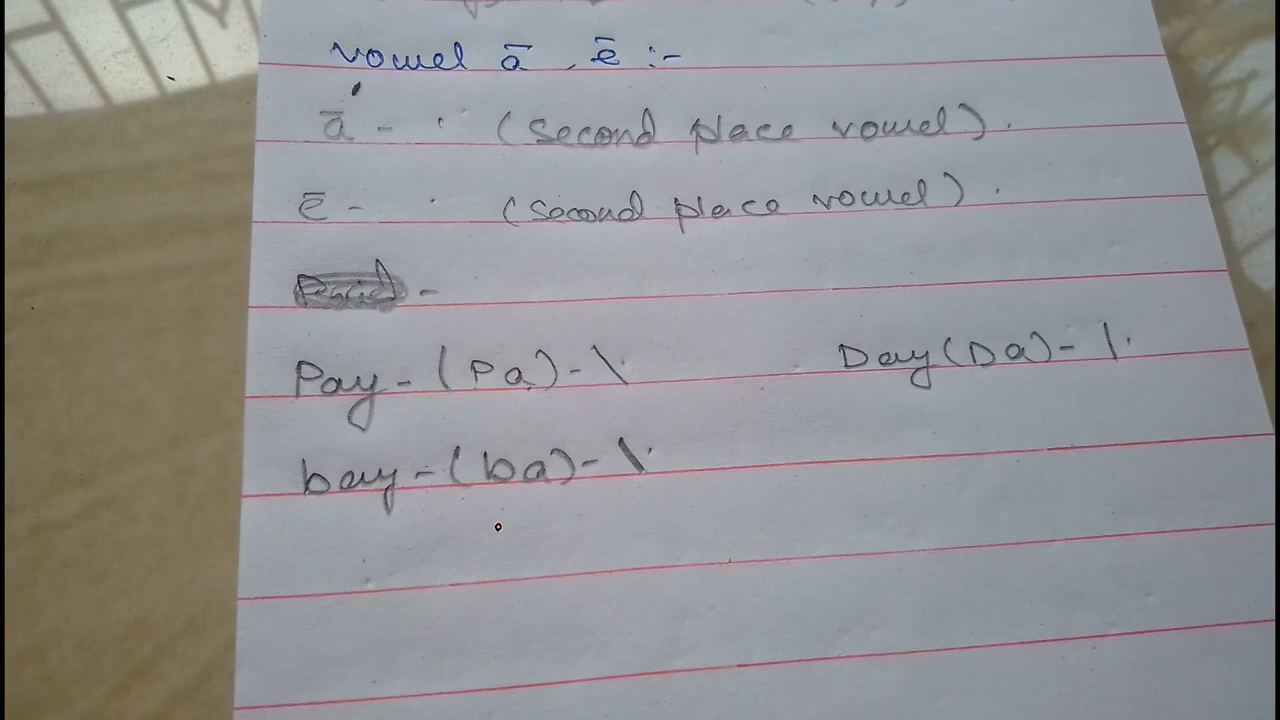 vowel ā , ē :-
ā - · (second place vowel).
ē - · (second place vowel).
-
Pay - (Pa) - \· Day (Da) - |·
bay - (ba) - \·